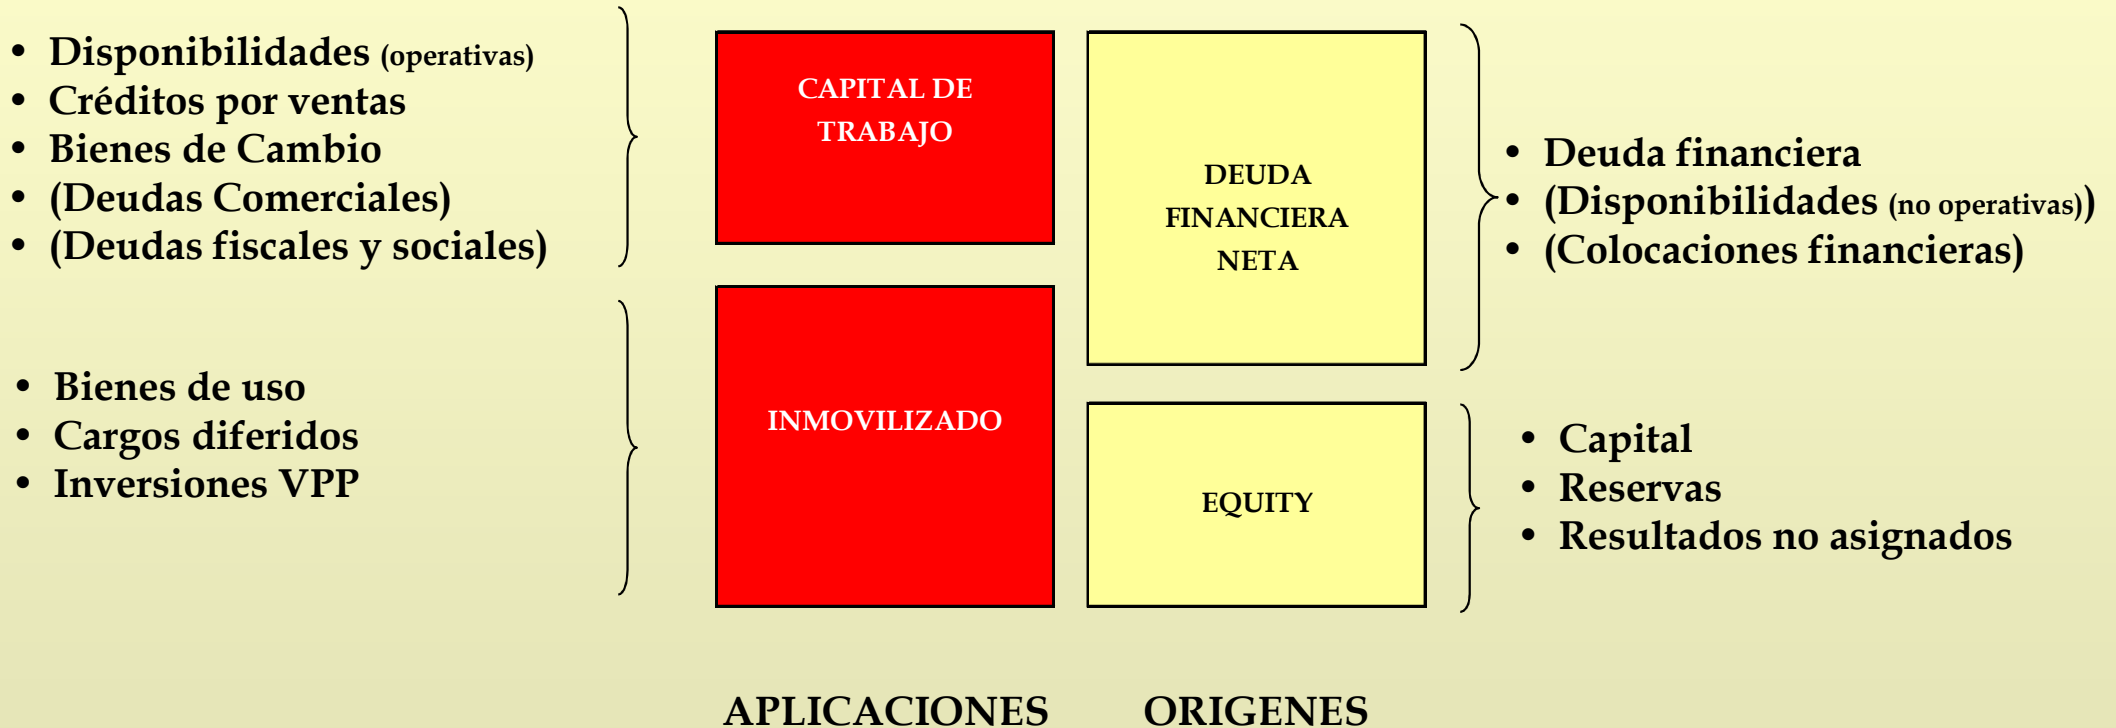 • Disponibilidades (operativas)
• Créditos por ventas
• Bienes de Cambio
• (Deudas Comerciales)
• (Deudas fiscales y sociales)
• Bienes de uso
• Cargos diferidos
• Inversiones VPP
CAPITAL DE
TRABAJO
INMOVILIZADO
DEUDA
FINANCIERA
NETA
EQUITY
• Deuda financiera
• (Disponibilidades (no operativas))
• (Colocaciones financieras)
• Capital
• Reservas
• Resultados no asignados
APLICACIONES
ORIGENES